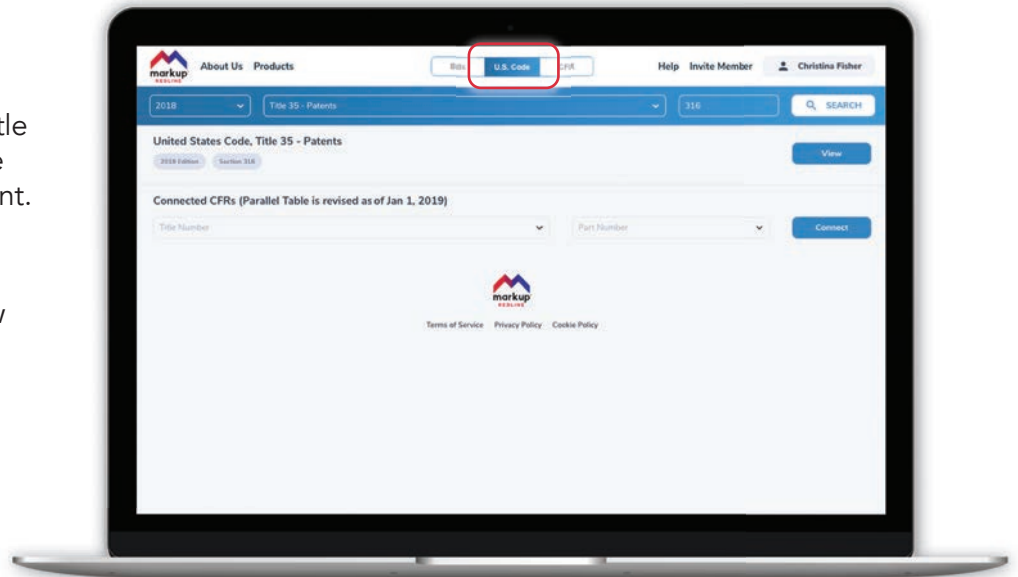 About Us Products Bills U.S. Code CFR Help Invite Member Christina Fisher
markup
REDLINE
2018 Title 35 - Patents 316 SEARCH
United States Code, Title 35 - Patents
2018 Edition Section 316
View
Connected CFRs (Parallel Table is revised as of Jan 1, 2019)
Title Number Part Number Connect
markup
REDLINE
Terms of Service Privacy Policy Cookie Policy
nt.